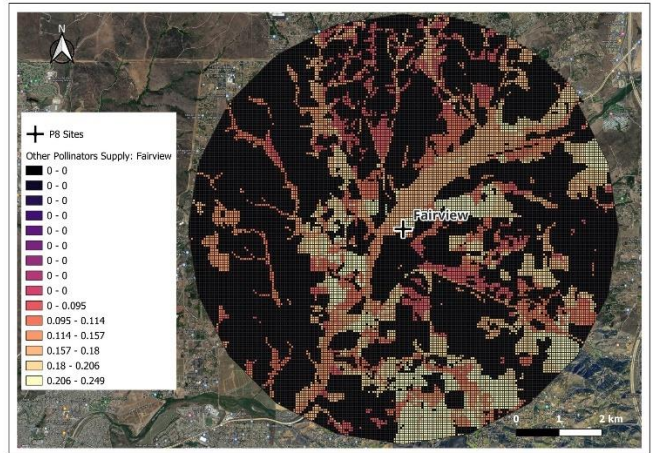 N
P8 Sites
Other Pollinators Supply: Fairview
0 - 0
0 - 0
0 - 0
0 - 0
0 - 0
0 - 0
0 - 0
0 - 0
0 - 0
0 - 0.095
0.095 - 0.114
0.114 - 0.157
0.157 - 0.18
0.18 - 0.206
0.206 - 0.249
Fairview
0 1 2 km